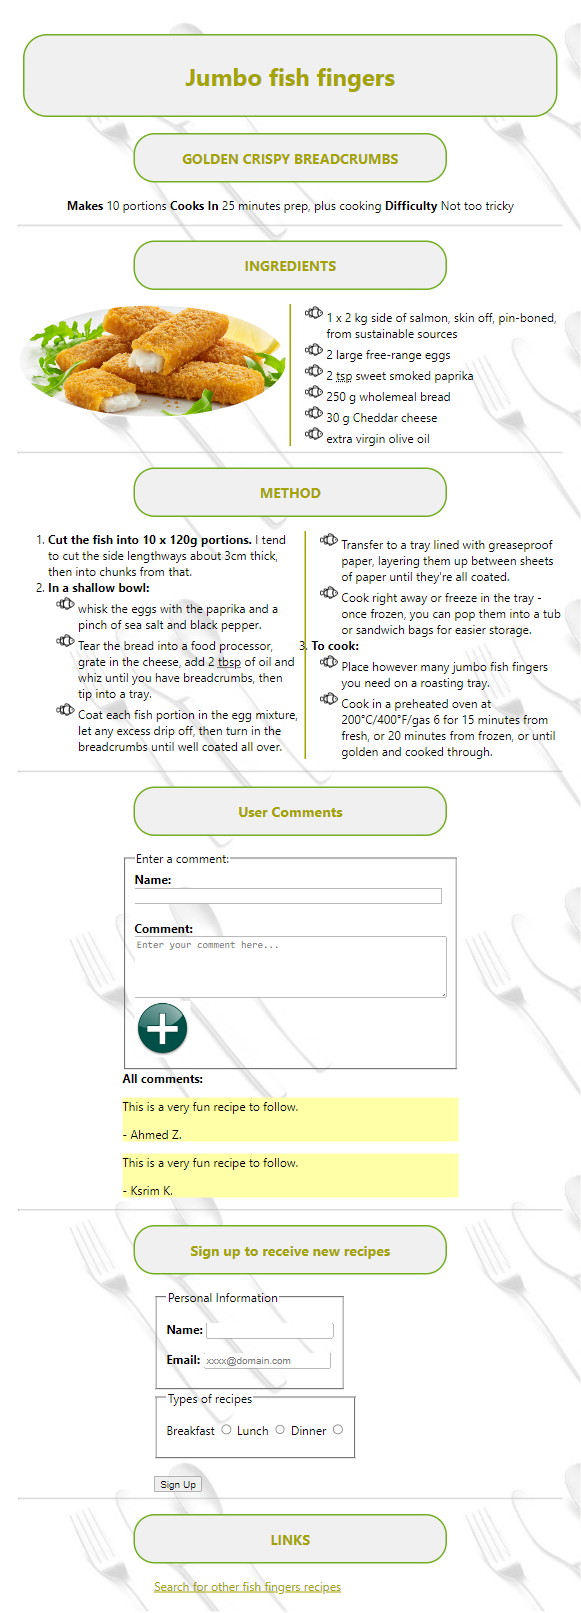 Jumbo fish fingers
GOLDEN CRISPY BREADCRUMBS
Makes 10 portions Cooks In 25 minutes prep, plus cooking Difficulty Not too tricky
INGREDIENTS
1 x 2 kg side of salmon, skin off, pin-boned,
from sustainable sources
2 large free-range eggs
2 tsp sweet smoked paprika
250 g wholemeal bread
30 g Cheddar cheese
extra virgin olive oil
METHOD
1. Cut the fish into 10 x 120g portions. I tend
to cut the side lengthways about 3cm thick,
then into chunks from that.
2. In a shallow bowl:
whisk the eggs with the paprika and a
pinch of sea salt and black pepper.
Tear the bread into a food processor,
grate in the cheese, add 2 tbsp of oil and
whiz until you have breadcrumbs, then
tip into a tray.
Coat each fish portion in the egg mixture,
let any excess drip off, then turn in the
breadcrumbs until well coated all over.
Transfer to a tray lined with greaseproof
paper, layering them up between sheets
of paper until they're all coated.
Cook right away or freeze in the tray -
once frozen, you can pop them into a tub
or sandwich bags for easier storage.
3. To cook:
Place however many jumbo fish fingers
you need on a roasting tray.
Cook in a preheated oven at
200°C/400°F/gas 6 for 15 minutes from
fresh, or 20 minutes from frozen, or until
golden and cooked through.
User Comments
Enter a comment:
Name:
Comment:
Enter your comment here...
All comments:
This is a very fun recipe to follow.
- Ahmed Z.
This is a very fun recipe to follow.
- Ksrim K.
Sign up to receive new recipes
Personal Information
Name:
Email: xxxx@domain.com
Types of recipes
Breakfast Lunch Dinner
Sign Up
LINKS
Search for other fish fingers recipes